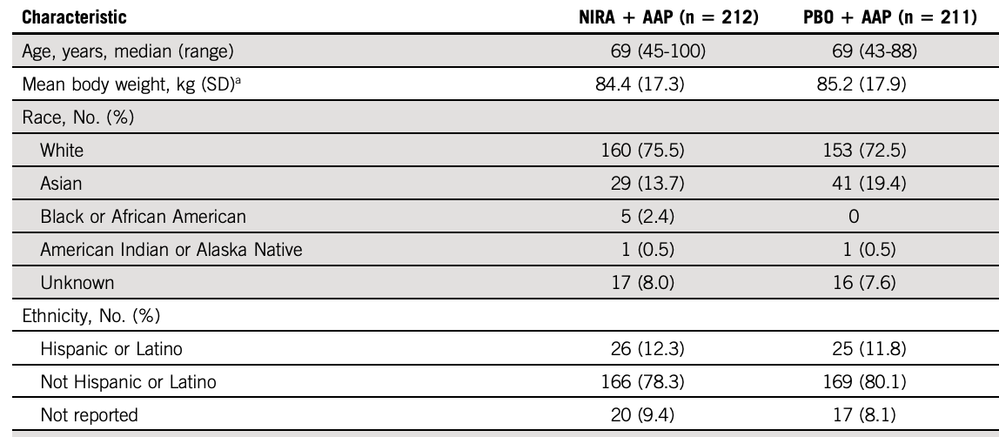 Characteristic NIRA + AAP (n = 212) PBO + AAP (n = 211)
Age, years, median (range) 69 (45-100) 69 (43-88)
Mean body weight, kg (SD)ᵃ 84.4 (17.3) 85.2 (17.9)
Race, No. (%)
White 160 (75.5) 153 (72.5)
Asian 29 (13.7) 41 (19.4)
Black or African American 5 (2.4) 0
American Indian or Alaska Native 1 (0.5) 1 (0.5)
Unknown 17 (8.0) 16 (7.6)
Ethnicity, No. (%)
Hispanic or Latino 26 (12.3) 25 (11.8)
Not Hispanic or Latino 166 (78.3) 169 (80.1)
Not reported 20 (9.4) 17 (8.1)